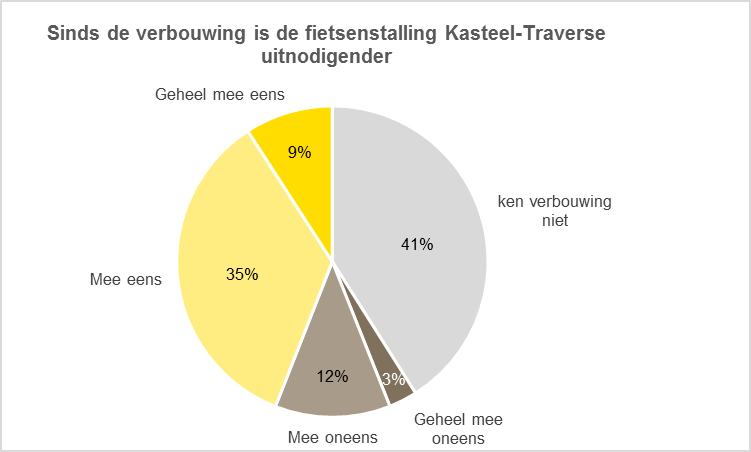 Sinds de verbouwing is de fietsenstalling Kasteel-Traverse
uitnodigender
Geheel mee eens
9%
ken verbouwing
niet
41%
Mee eens
35%
12%
3%
Geheel mee
oneens
Mee oneens